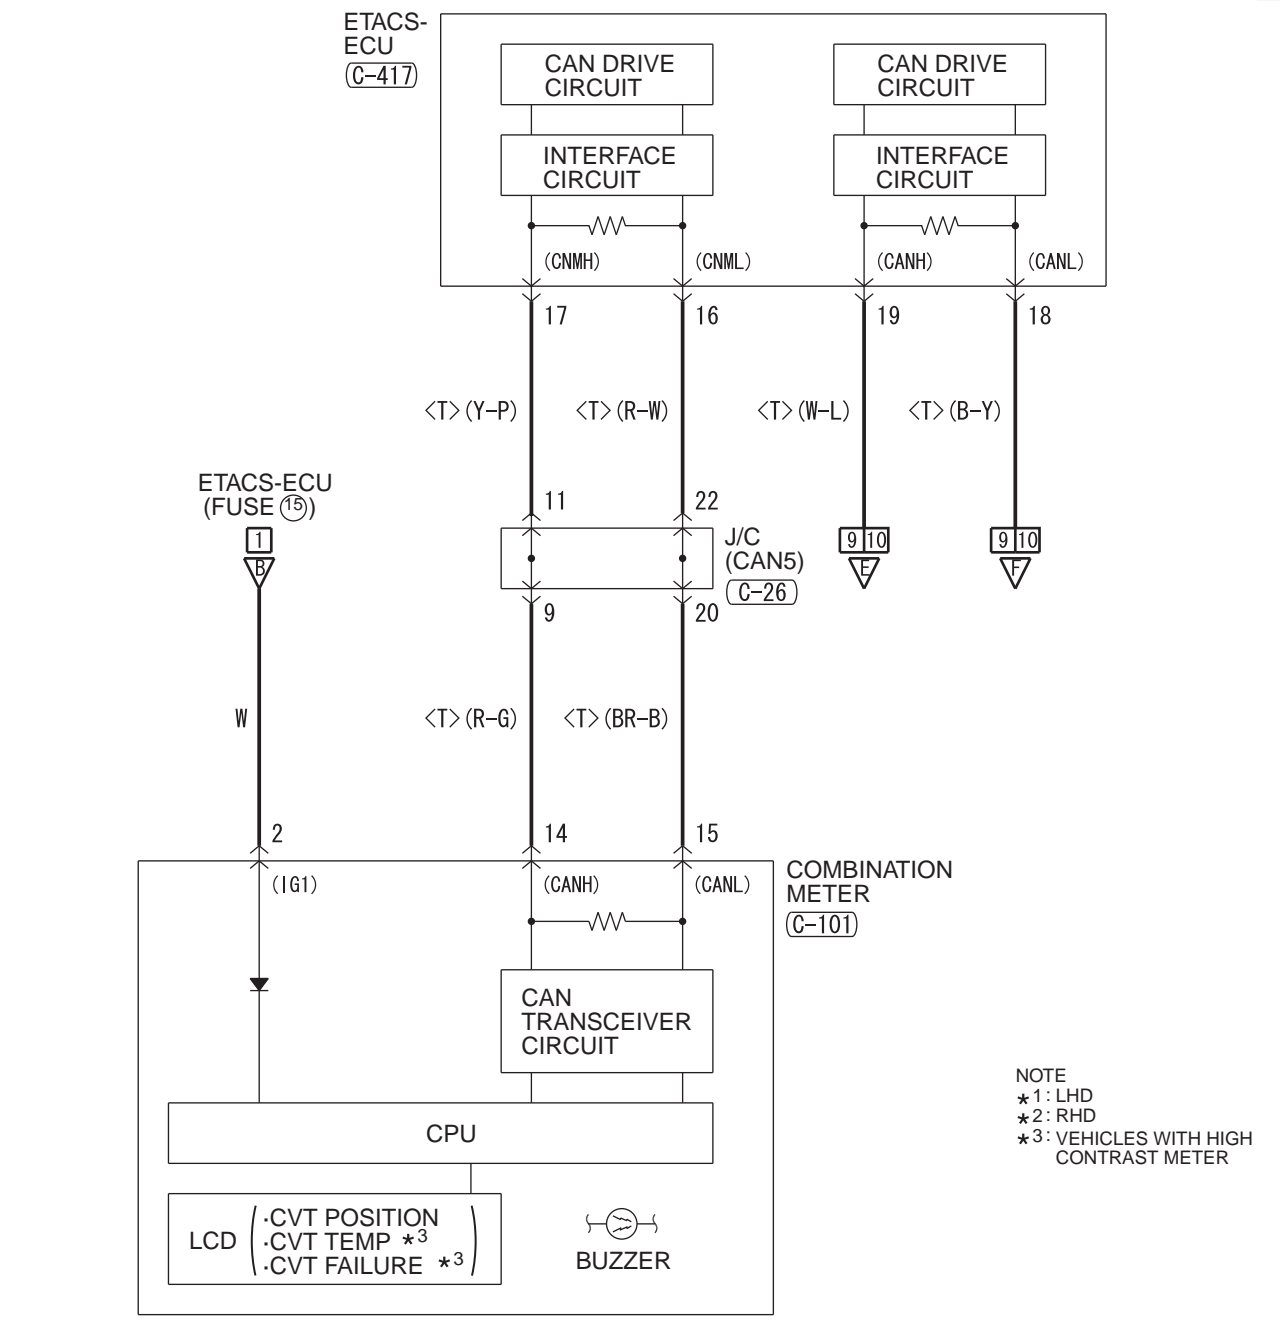 ETACS-
ECU
C-417
CAN DRIVE
CIRCUIT
CAN DRIVE
CIRCUIT
INTERFACE
CIRCUIT
INTERFACE
CIRCUIT
(CNMH)
(CNML)
(CANH)
(CANL)
17
16
19
18
<T>(Y-P)
<T>(R-W)
<T>(W-L)
<T>(B-Y)
ETACS-ECU
(FUSE 15)
1
B
11
22
J/C
(CAN5)
C-26
9 10
E
9 10
F
9
20
W
<T>(R-G)
<T>(BR-B)
2
14
15
(IG1)
(CANH)
(CANL)
COMBINATION
METER
C-101
CAN
TRANSCEIVER
CIRCUIT
CPU
LCD
·CVT POSITION
·CVT TEMP *3
·CVT FAILURE *3
BUZZER
NOTE
*1: LHD
*2: RHD
*3: VEHICLES WITH HIGH
CONTRAST METER